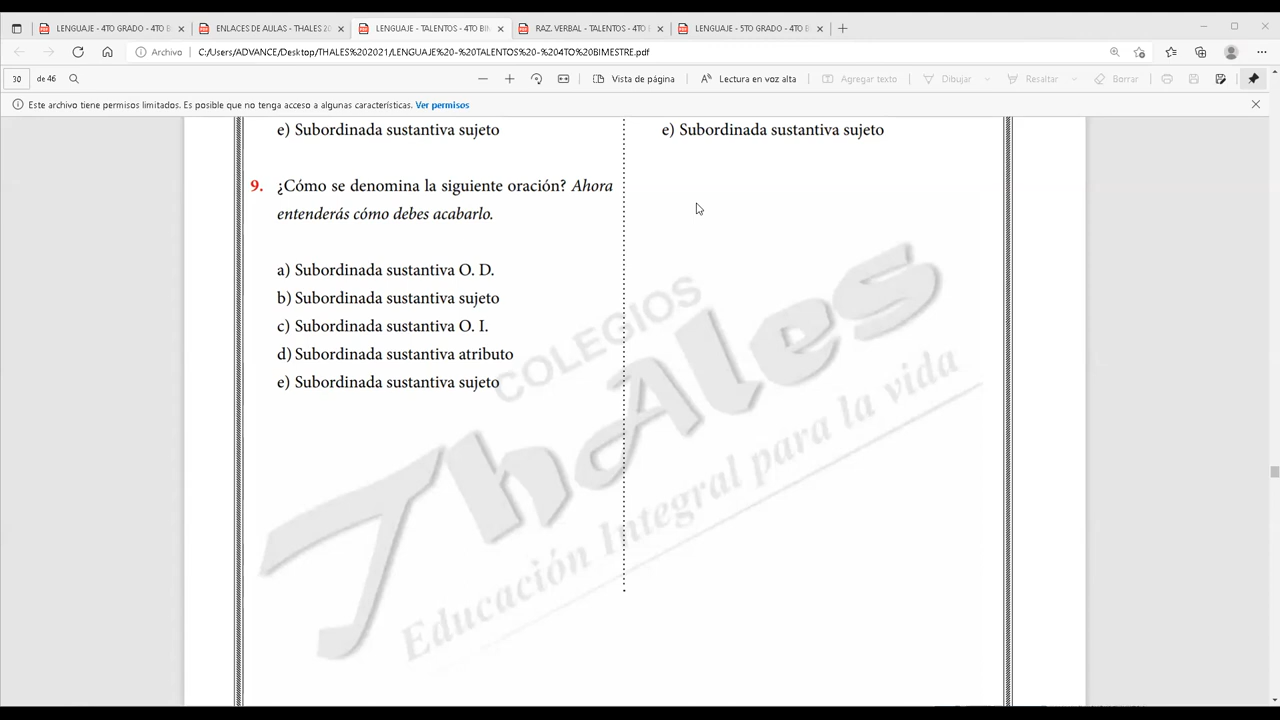 LENGUAJE - 4TO GRADO - 4TO B
ENLACES DE AULAS - THALES 20
LENGUAJE - TALENTOS - 4TO BIM
RAZ. VERBAL - TALENTOS - 4TO
LENGUAJE - 5TO GRADO - 4TO B
Archivo
C:/Users/ADVANCE/Desktop/THALES%202021/LENGUAJE%20-%20TALENTOS%20-%204TO%20BIMESTRE.pdf
30 de 46
Vista de página
Lectura en voz alta
Agregar texto
Dibujar
Resaltar
Borrar
Este archivo tiene permisos limitados. Es posible que no tenga acceso a algunas características. Ver permisos
e) Subordinada sustantiva sujeto
9. ¿Cómo se denomina la siguiente oración? Ahora
entenderás cómo debes acabarlo.
a) Subordinada sustantiva O. D.
b) Subordinada sustantiva sujeto
c) Subordinada sustantiva O. I.
d) Subordinada sustantiva atributo
e) Subordinada sustantiva sujeto
e) Subordinada sustantiva sujeto
COLEGIOS
ThAles
Educación Integral para la vida